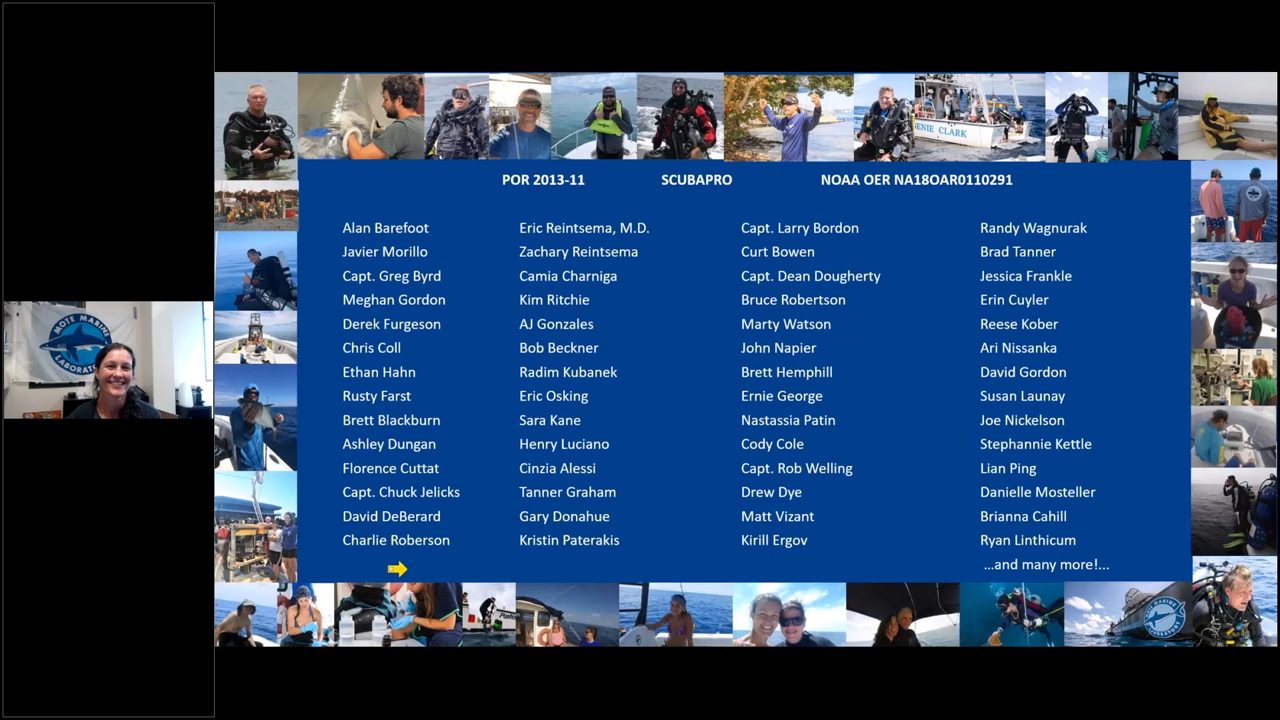 GENIE CLARK
POR 2013-11 SCUBAPRO NOAA OER NA18OAR0110291
Alan Barefoot Eric Reintsema, M.D. Capt. Larry Bordon Randy Wagnurak
Javier Morillo Zachary Reintsema Curt Bowen Brad Tanner
Capt. Greg Byrd Camia Charniga Capt. Dean Dougherty Jessica Frankle
Meghan Gordon Kim Ritchie Bruce Robertson Erin Cuyler
Derek Furgeson AJ Gonzales Marty Watson Reese Kober
Chris Coll Bob Beckner John Napier Ari Nissanka
Ethan Hahn Radim Kubanek Brett Hemphill David Gordon
Rusty Farst Eric Osking Ernie George Susan Launay
Brett Blackburn Sara Kane Nastassia Patin Joe Nickelson
Ashley Dungan Henry Luciano Cody Cole Stephannie Kettle
Florence Cuttat Cinzia Alessi Capt. Rob Welling Lian Ping
Capt. Chuck Jelicks Tanner Graham Drew Dye Danielle Mosteller
David DeBerard Gary Donahue Matt Vizant Brianna Cahill
Charlie Roberson Kristin Paterakis Kirill Ergov Ryan Linthicum
...and many more!...
MOTE MARINE
LABORATORY